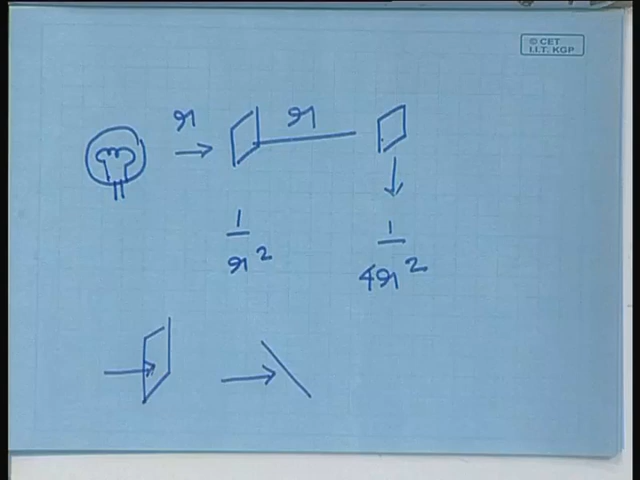 © CET
I.I.T. KGP
r r
1/r² 1/4r²